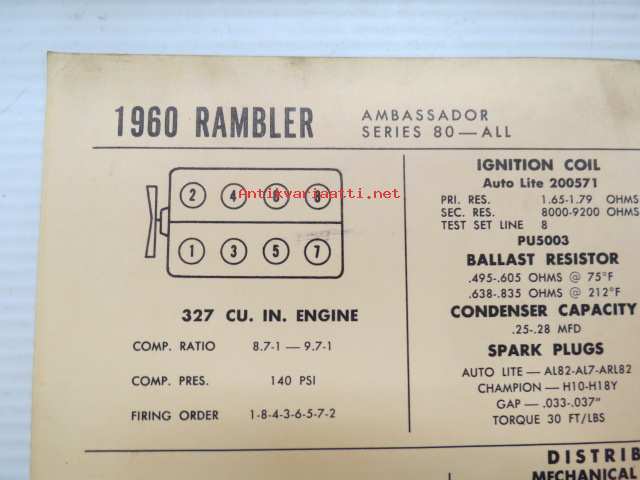 1960 RAMBLER
AMBASSADOR
SERIES 80 — ALL
2 4 6 8
Antikvariaatti.net
1 3 5 7
327 CU. IN. ENGINE
COMP. RATIO 8.7-1 — 9.7-1
COMP. PRES. 140 PSI
FIRING ORDER 1-8-4-3-6-5-7-2
IGNITION COIL
Auto Lite 200571
PRI. RES. 1.65-1.79 OHMS
SEC. RES. 8000-9200 OHMS
TEST SET LINE 8
PU5003
BALLAST RESISTOR
.495-.605 OHMS @ 75°F
.638-.835 OHMS @ 212°F
CONDENSER CAPACITY
.25-.28 MFD
SPARK PLUGS
AUTO LITE — AL82-AL7-ARL82
CHAMPION — H10-H18Y
GAP — .033-.037"
TORQUE 30 FT/LBS
DISTRIB
MECHANICAL